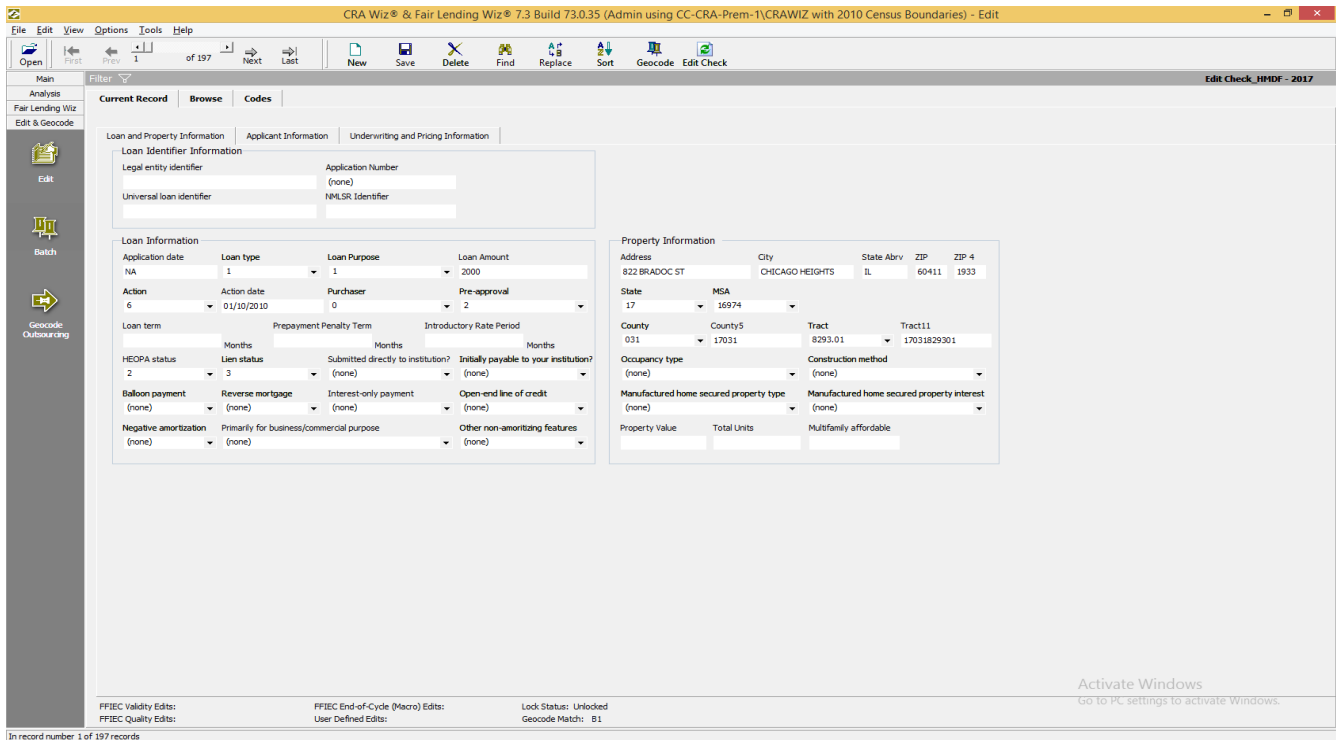 CRA Wiz® & Fair Lending Wiz® 7.3 Build 73.0.35 (Admin using CC-CRA-Prem-1\CRAWIZ with 2010 Census Boundaries) - Edit
File Edit View Options Tools Help
Open First Prev 1 of 197 Next Last New Save Delete Find Replace Sort Geocode Edit Check
Main Filter Edit Check_HMDF - 2017
Analysis
Fair Lending Wiz
Edit & Geocode
Edit
Batch
Geocode
Outsourcing
Current Record Browse Codes
Loan and Property Information Applicant Information Underwriting and Pricing Information
Loan Identifier Information
Legal entity identifier Application Number
(none)
Universal loan identifier NMLSR Identifier
Loan Information
Application date Loan type Loan Purpose Loan Amount
NA 1 1 2000
Action Action date Purchaser Pre-approval
6 01/10/2010 0 2
Loan term Prepayment Penalty Term Introductory Rate Period
Months Months Months
HEOPA status Lien status Submitted directly to institution? Initially payable to your institution?
2 3 (none) (none)
Balloon payment Reverse mortgage Interest-only payment Open-end line of credit
(none) (none) (none) (none)
Negative amortization Primarily for business/commercial purpose Other non-amoritizing features
(none) (none) (none)
Property Information
Address City State Abrv ZIP ZIP 4
822 BRADOC ST CHICAGO HEIGHTS IL 60411 1933
State MSA
17 16974
County County5 Tract Tract11
031 17031 8293.01 17031829301
Occupancy type Construction method
(none) (none)
Manufactured home secured property type Manufactured home secured property interest
(none) (none)
Property Value Total Units Multifamily affordable
Activate Windows
Go to PC settings to activate Windows.
FFIEC Validity Edits: FFIEC End-of-Cycle (Macro) Edits: Lock Status: Unlocked
FFIEC Quality Edits: User Defined Edits: Geocode Match: B1
In record number 1 of 197 records